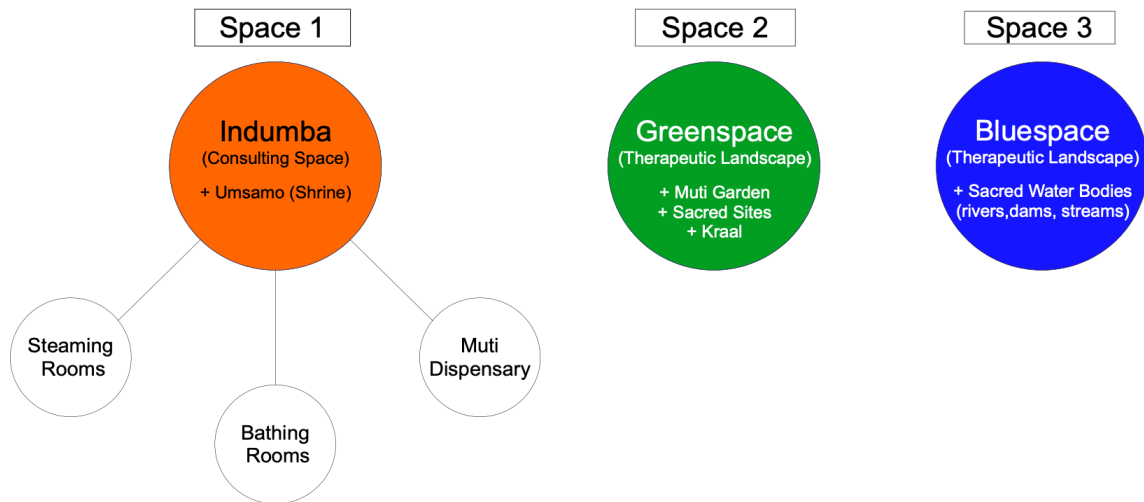 Space 1
Space 2
Space 3
Indumba
(Consulting Space)
+ Umsamo (Shrine)
Greenspace
(Therapeutic Landscape)
+ Muti Garden
+ Sacred Sites
+ Kraal
Bluespace
(Therapeutic Landscape)
+ Sacred Water Bodies
(rivers,dams, streams)
Steaming
Rooms
Bathing
Rooms
Muti
Dispensary